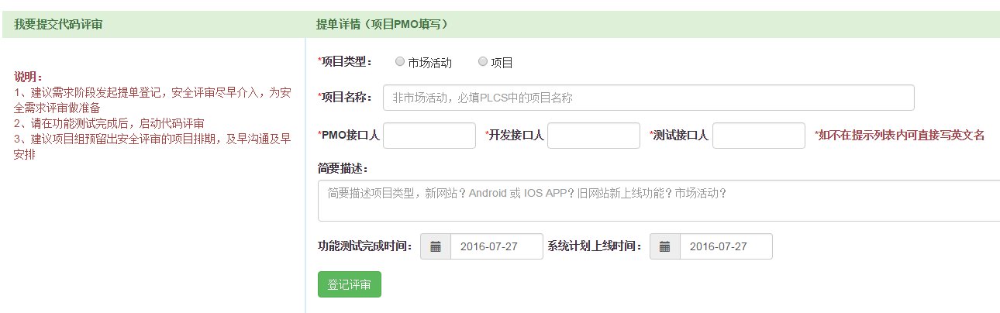 我要提交代码评审
提单详情（项目PMO填写）
说明：
1、建议需求阶段发起提单登记，安全评审尽早介入，为安
全需求评审做准备
2、请在功能测试完成后，启动代码评审
3、建议项目组预留出安全评审的项目排期，及早沟通及早
安排
*项目类型： 市场活动 项目
*项目名称： 非市场活动，必填PLCS中的项目名称
*PMO接口人 *开发接口人 *测试接口人 *如不在提示列表内可直接写英文名
简要描述：
简要描述项目类型，新网站？Android 或 IOS APP？旧网站新上线功能？市场活动？
功能测试完成时间： 2016-07-27 系统计划上线时间： 2016-07-27
登记评审